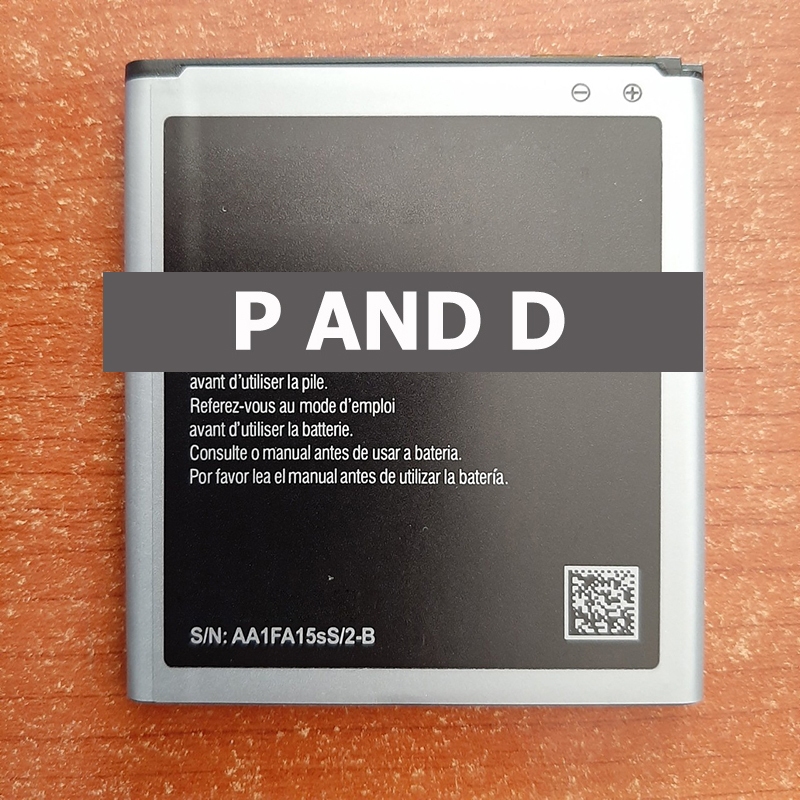 P AND D
avant d'utiliser la pile.
Referez-vous au mode d'emploi
avant d'utiliser la batterie.
Consulte o manual antes de usar a bateria.
Por favor lea el manual antes de utilizar la batería.
S/N: AA1FA15sS/2-B